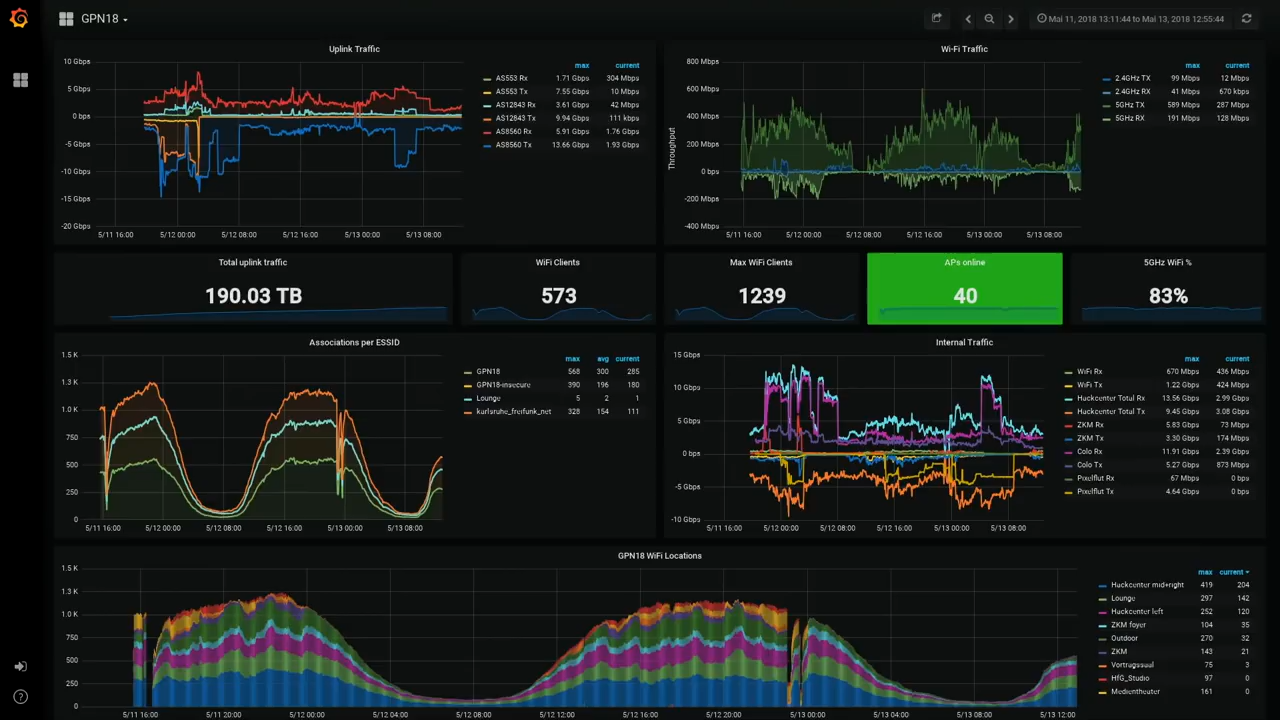 GPN18
Mai 11, 2018 13:11:44 to Mai 13, 2018 12:55:44
Uplink Traffic
10 Gbps
5 Gbps
0 bps
-5 Gbps
-10 Gbps
-15 Gbps
-20 Gbps
5/11 16:00 5/12 00:00 5/12 08:00 5/12 16:00 5/13 00:00 5/13 08:00
max current
AS553 Rx 1.71 Gbps 304 Mbps
AS553 Tx 7.55 Gbps 10 Mbps
AS12843 Rx 3.61 Gbps 42 Mbps
AS12843 Tx 9.94 Gbps 111 kbps
AS8560 Rx 5.91 Gbps 1.76 Gbps
AS8560 Tx 13.66 Gbps 1.93 Gbps
Wi-Fi Traffic
Throughput
800 Mbps
600 Mbps
400 Mbps
200 Mbps
0 bps
-200 Mbps
-400 Mbps
5/11 16:00 5/12 00:00 5/12 08:00 5/12 16:00 5/13 00:00 5/13 08:00
max current
2.4GHz TX 99 Mbps 12 Mbps
2.4GHz RX 41 Mbps 670 kbps
5GHz TX 589 Mbps 287 Mbps
5GHz RX 191 Mbps 128 Mbps
Total uplink traffic
190.03 TB
WiFi Clients
573
Max WiFi Clients
1239
APs online
40
5GHz WiFi %
83%
Associations per ESSID
1.5 K
1.3 K
1.0 K
750
500
250
0
5/11 16:00 5/12 00:00 5/12 08:00 5/12 16:00 5/13 00:00 5/13 08:00
max avg current
GPN18 568 300 285
GPN18-insecure 390 196 180
Lounge 5 2 1
karlsruhe_freifunk_net 328 154 111
Internal Traffic
15 Gbps
10 Gbps
5 Gbps
0 bps
-5 Gbps
-10 Gbps
5/11 16:00 5/12 00:00 5/12 08:00 5/12 16:00 5/13 00:00 5/13 08:00
max current
WiFi Rx 670 Mbps 436 Mbps
WiFi Tx 1.22 Gbps 424 Mbps
Hackcenter Total Rx 13.56 Gbps 2.99 Gbps
Hackcenter Total Tx 9.45 Gbps 3.08 Gbps
ZKM Rx 5.83 Gbps 73 Mbps
ZKM Tx 3.30 Gbps 174 Mbps
Colo Rx 11.91 Gbps 2.39 Gbps
Colo Tx 5.27 Gbps 873 Mbps
Pixelflut Rx 67 Mbps 0 bps
Pixelflut Tx 4.64 Gbps 0 bps
GPN18 WiFi Locations
1.5 K
1.3 K
1.0 K
750
500
250
0
5/11 16:00 5/11 20:00 5/12 00:00 5/12 04:00 5/12 08:00 5/12 12:00 5/12 16:00 5/12 20:00 5/13 00:00 5/13 04:00 5/13 08:00 5/13 12:00
max current
Hackcenter mid+right 419 204
Lounge 297 142
Hackcenter left 252 120
ZKM foyer 104 35
Outdoor 270 32
ZKM 143 21
Vortragssaal 75 3
HfG_Studio 97 0
Medientheater 161 0